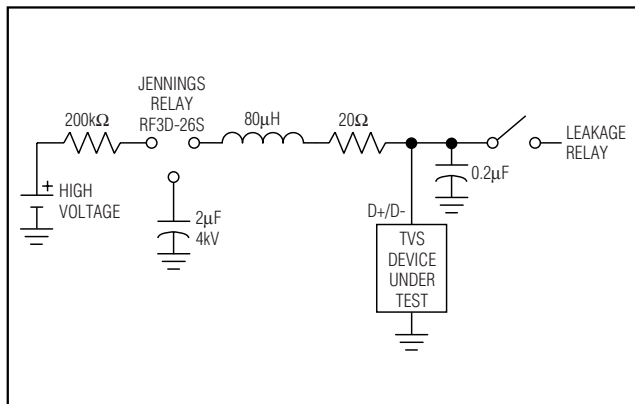 JENNINGS
RELAY
RF3D-26S
200kΩ
80μH
20Ω
LEAKAGE
RELAY
0.2μF
+
HIGH
VOLTAGE
2μF
4kV
D+/D-
TVS
DEVICE
UNDER
TEST